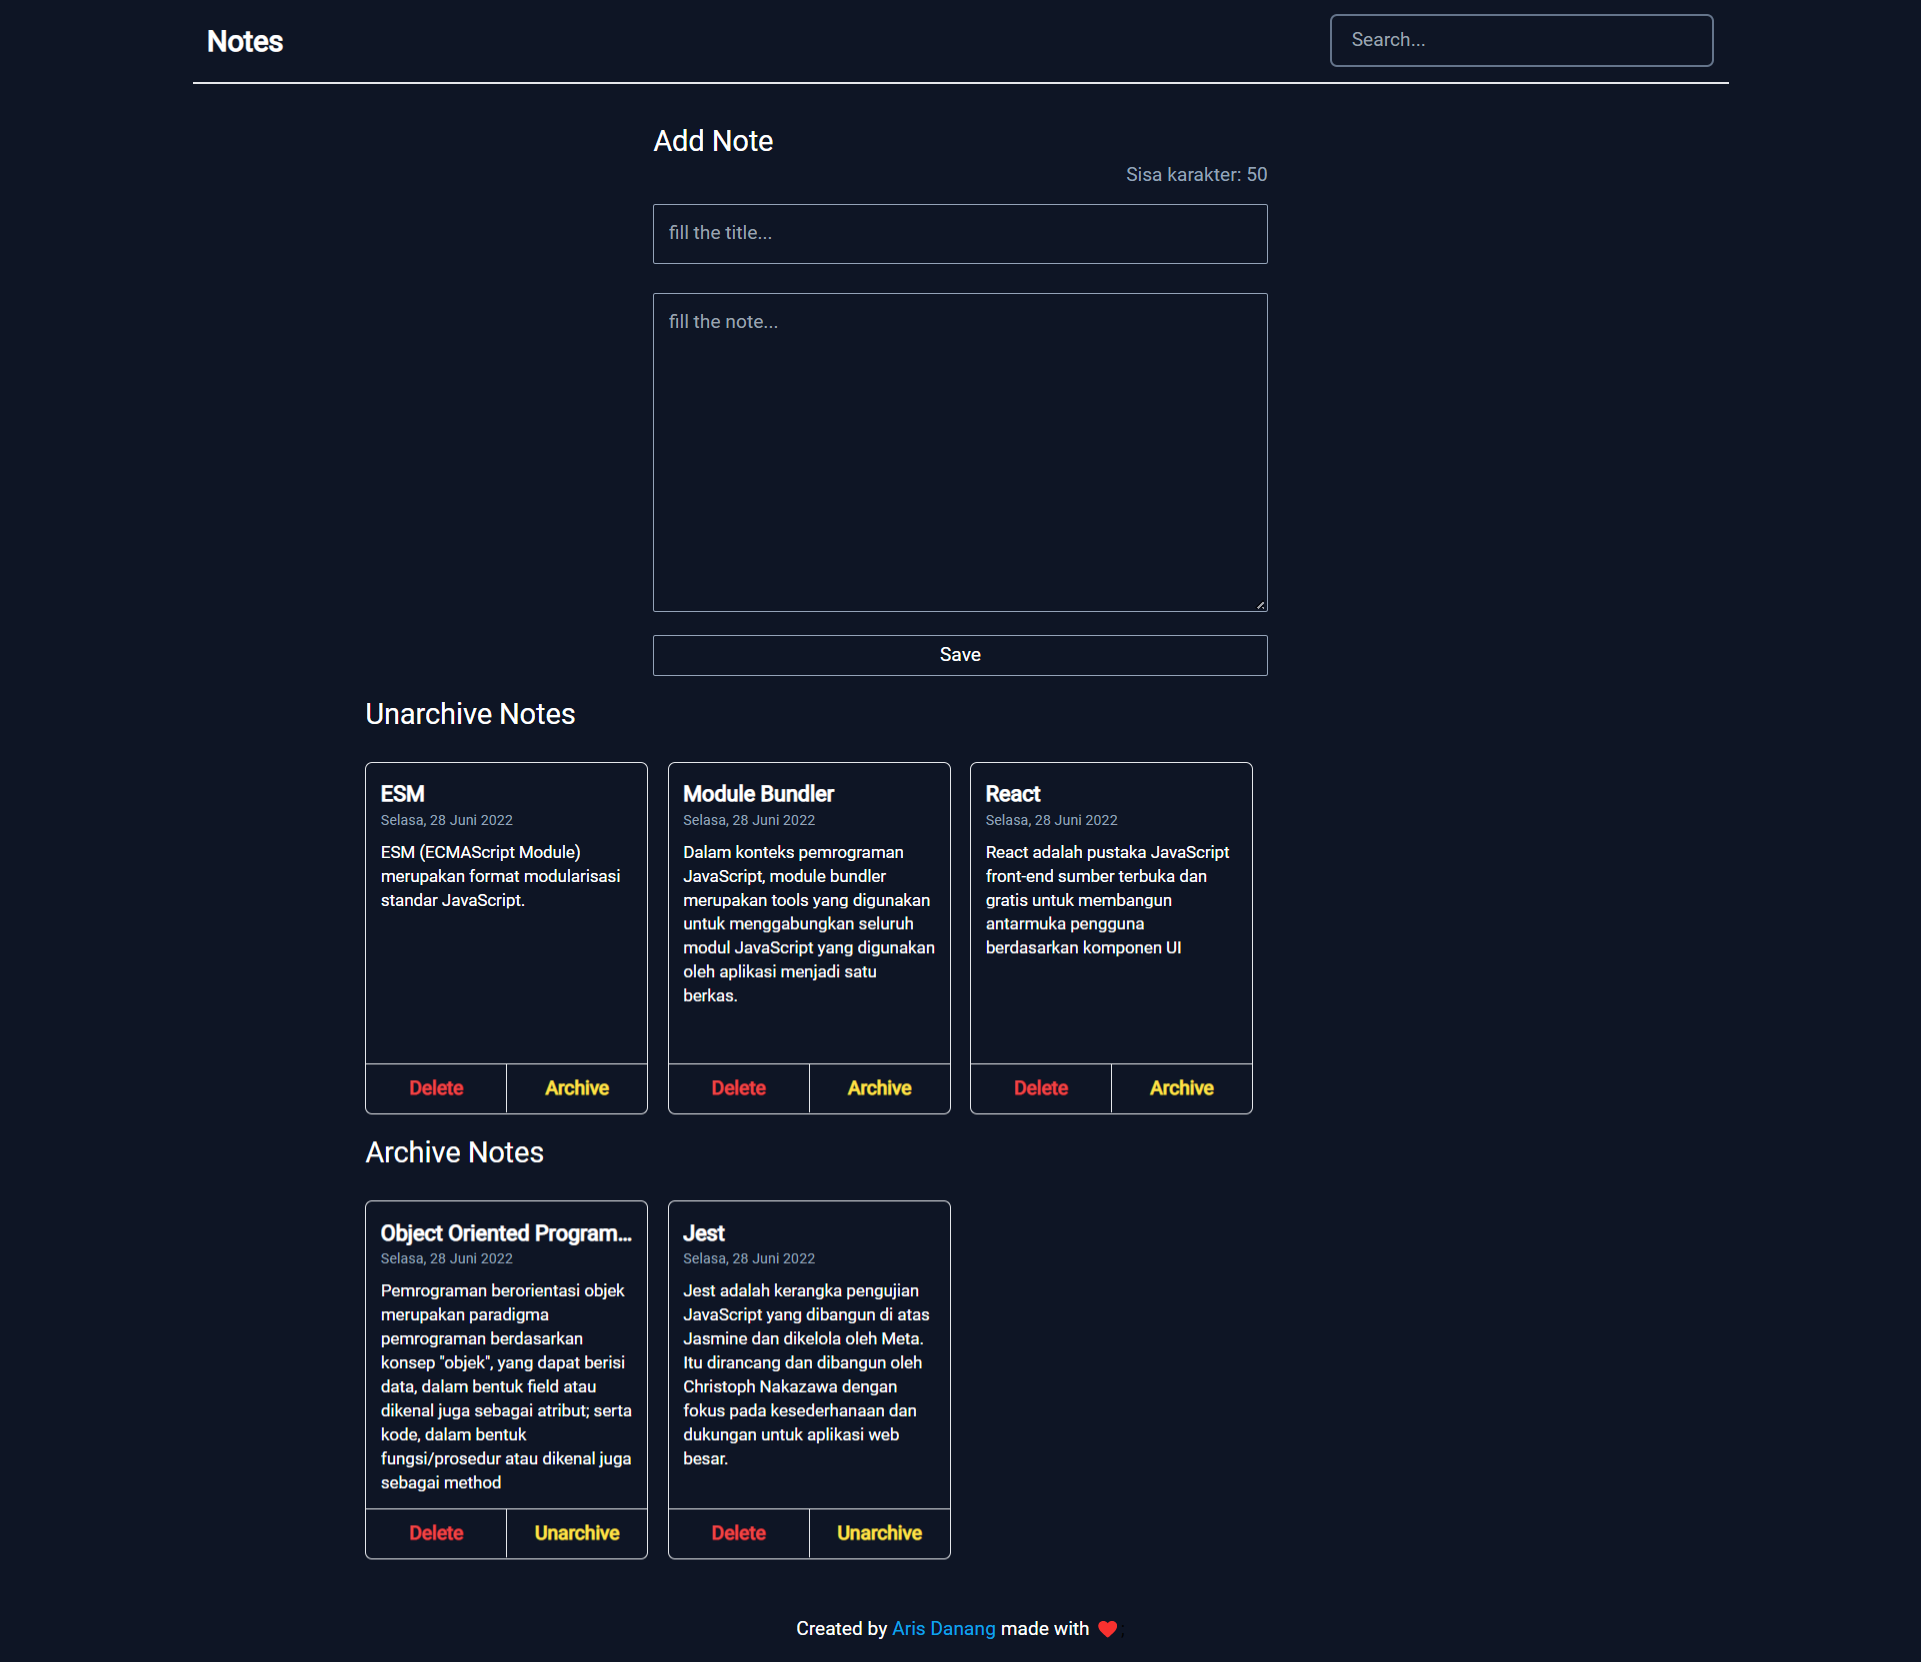 Notes
Search...
Add Note
Sisa karakter: 50
fill the title...
fill the note...
Save
Unarchive Notes
ESM
Selasa, 28 Juni 2022
ESM (ECMAScript Module)
merupakan format modularisasi
standar JavaScript.
Delete
Archive
Module Bundler
Selasa, 28 Juni 2022
Dalam konteks pemrograman
JavaScript, module bundler
merupakan tools yang digunakan
untuk menggabungkan seluruh
modul JavaScript yang digunakan
oleh aplikasi menjadi satu
berkas.
Delete
Archive
React
Selasa, 28 Juni 2022
React adalah pustaka JavaScript
front-end sumber terbuka dan
gratis untuk membangun
antarmuka pengguna
berdasarkan komponen UI
Delete
Archive
Archive Notes
Object Oriented Program...
Selasa, 28 Juni 2022
Pemrograman berorientasi objek
merupakan paradigma
pemrograman berdasarkan
konsep "objek", yang dapat berisi
data, dalam bentuk field atau
dikenal juga sebagai atribut; serta
kode, dalam bentuk
fungsi/prosedur atau dikenal juga
sebagai method
Delete
Unarchive
Jest
Selasa, 28 Juni 2022
Jest adalah kerangka pengujian
JavaScript yang dibangun di atas
Jasmine dan dikelola oleh Meta.
Itu dirancang dan dibangun oleh
Christoph Nakazawa dengan
fokus pada kesederhanaan dan
dukungan untuk aplikasi web
besar.
Delete
Unarchive
Created by Aris Danang made with ❤️;